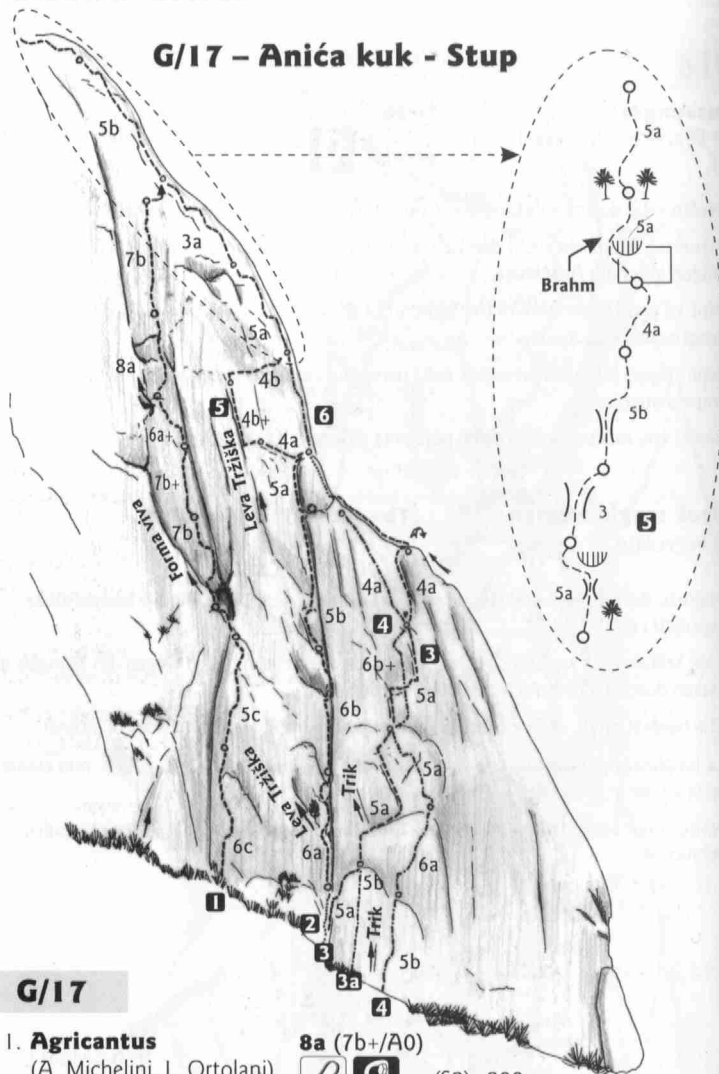 G/17 – Anića kuk - Stup
5b
3a
7b
5a
4b
8a
5
4b+
6
6a+
4a
5a
Leva Tržiška
7b+
7b
Forma viva
4a
4a
5b
4
3
6b+
5a
5c
6b
Leva Tržiška
Trik
5a
5a
6c
6a
5b
6a
1
2
5a
Trik
5b
3
3a
4
5a
5a
Brahm
4a
5b
3
5
5a
G/17
1. Agricantus 8a (7b+/A0)
(A. Michelini, I. Ortolani)